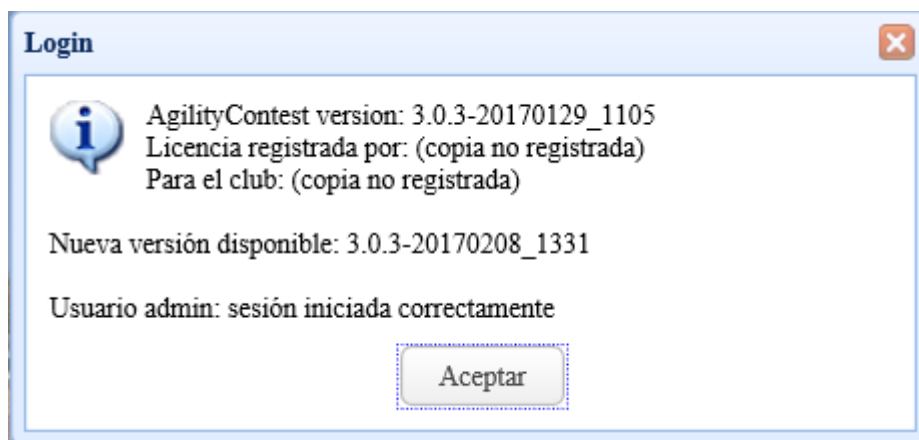 Login
AgilityContest version: 3.0.3-20170129_1105
Licencia registrada por: (copia no registrada)
Para el club: (copia no registrada)
Nueva versión disponible: 3.0.3-20170208_1331
Usuario admin: sesión iniciada correctamente
Aceptar